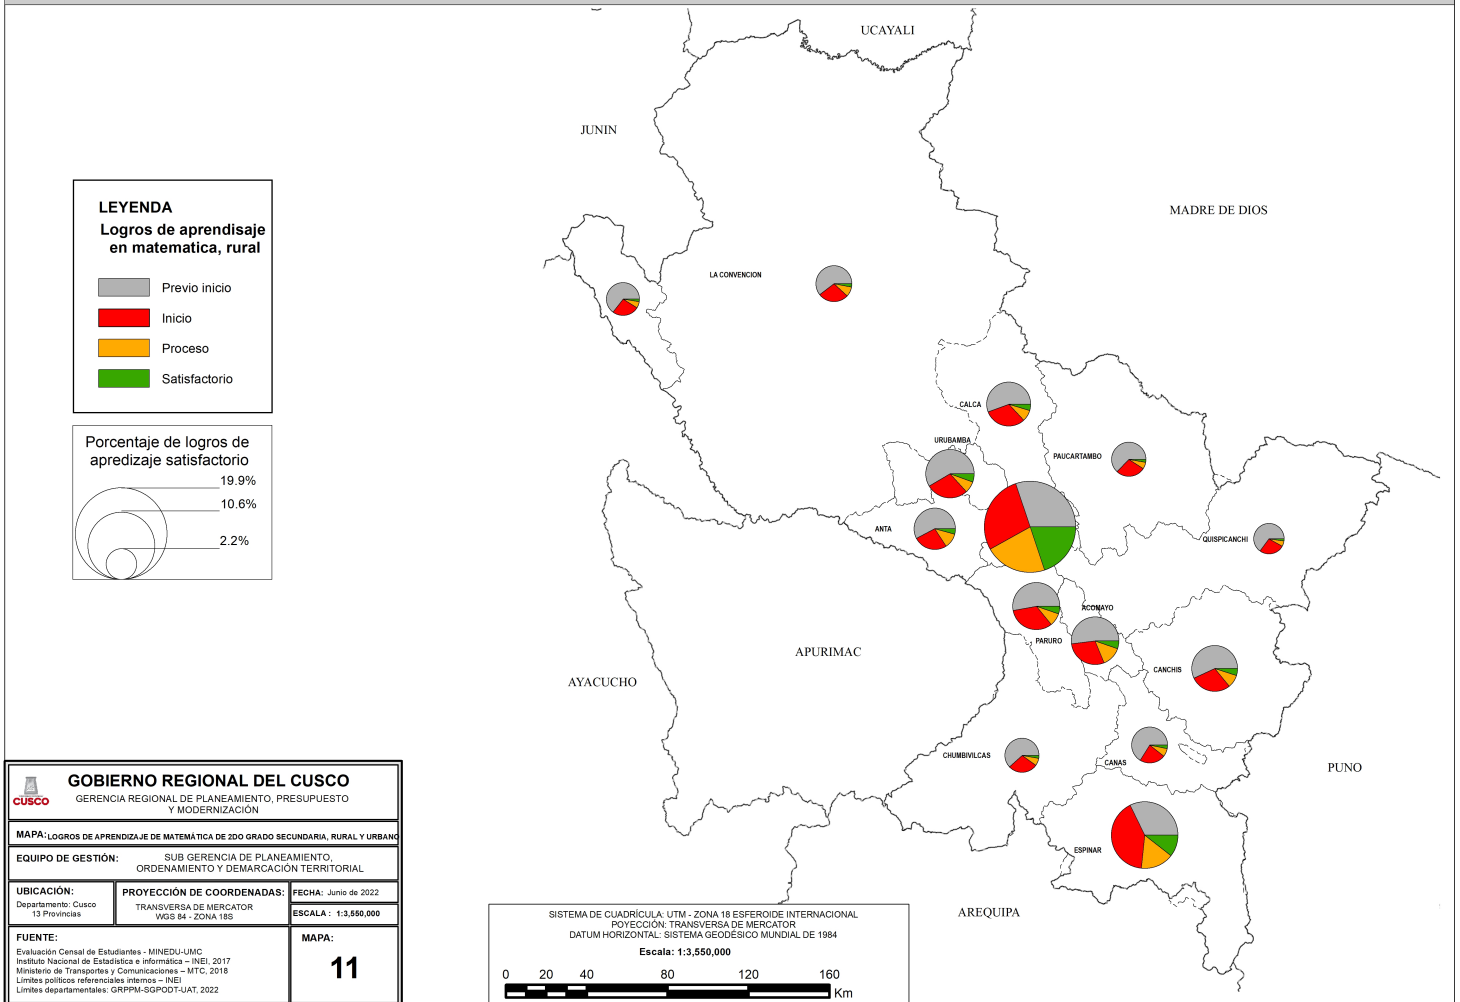 UCAYALI
JUNIN
MADRE DE DIOS
LEYENDA
Logros de aprendisaje
en matematica, rural
Previo inicio
Inicio
Proceso
Satisfactorio
Porcentaje de logros de
apredizaje satisfactorio
19.9%
10.6%
2.2%
LA CONVENCION
CALCA
URUBAMBA
PAUCARTAMBO
ANTA
QUISPICANCHI
ACOMAYO
PARURO
CANCHIS
APURIMAC
AYACUCHO
CHUMBIVILCAS
CANAS
PUNO
ESPINAR
AREQUIPA
CUSCO
GOBIERNO REGIONAL DEL CUSCO
GERENCIA REGIONAL DE PLANEAMIENTO, PRESUPUESTO
Y MODERNIZACIÓN
MAPA: LOGROS DE APRENDIZAJE DE MATEMÁTICA DE 2DO GRADO SECUNDARIA, RURAL Y URBANO
EQUIPO DE GESTIÓN: SUB GERENCIA DE PLANEAMIENTO,
ORDENAMIENTO Y DEMARCACIÓN TERRITORIAL
UBICACIÓN:
Departamento: Cusco
13 Provincias
PROYECCIÓN DE COORDENADAS:
TRANSVERSA DE MERCATOR
WGS 84 - ZONA 18S
FECHA: Junio de 2022
ESCALA : 1:3,550,000
FUENTE:
Evaluación Censal de Estudiantes - MINEDU-UMC
Instituto Nacional de Estadística e informática – INEI, 2017
Ministerio de Transportes y Comunicaciones – MTC, 2018
Límites políticos referenciales internos – INEI
Límites departamentales: GRPPM-SGPODT-UAT, 2022
MAPA:
11
SISTEMA DE CUADRÍCULA: UTM - ZONA 18 ESFEROIDE INTERNACIONAL
POYECCIÓN: TRANSVERSA DE MERCATOR
DATUM HORIZONTAL: SISTEMA GEODÉSICO MUNDIAL DE 1984
Escala: 1:3,550,000
0 20 40 80 120 160
Km